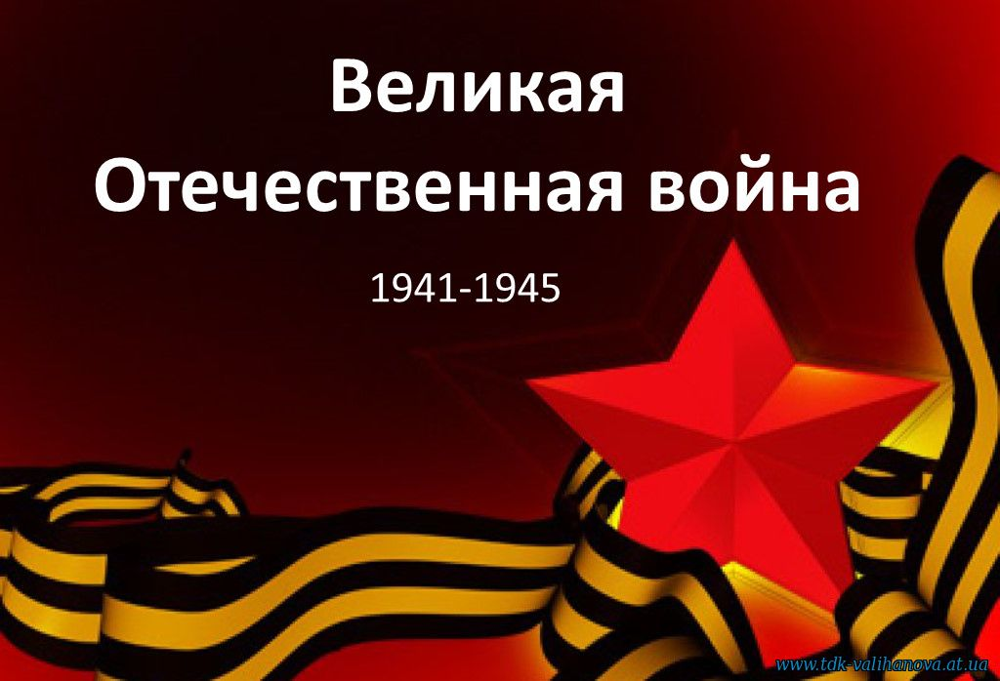 Великая
Отечественная война
1941-1945
www.tdk-valihanova.at.ua